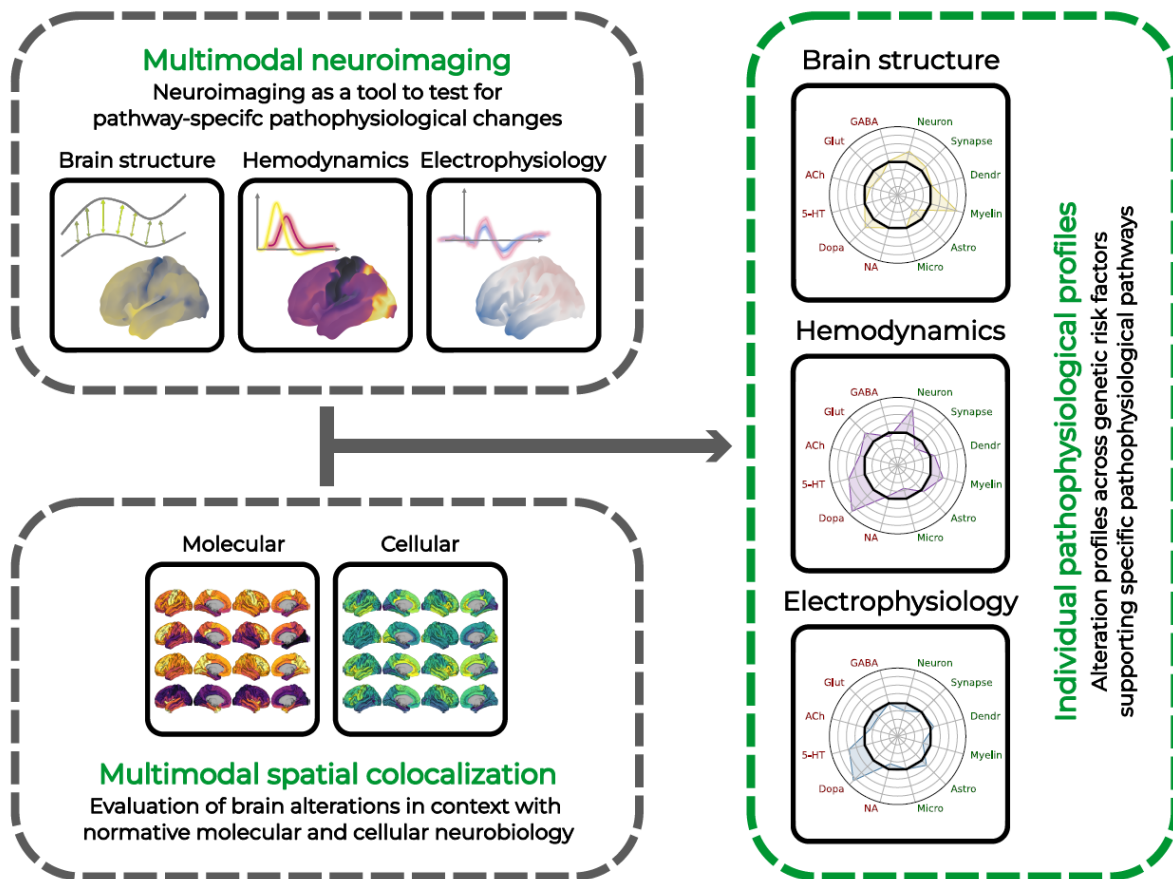 Multimodal neuroimaging
Neuroimaging as a tool to test for
pathway-specifc pathophysiological changes
Brain structure
Hemodynamics
Electrophysiology
Molecular
Cellular
Multimodal spatial colocalization
Evaluation of brain alterations in context with
normative molecular and cellular neurobiology
Brain structure
GABA
Neuron
Glut
Synapse
ACh
Dendr
5-HT
Myelin
Dopa
Astro
NA
Micro
Hemodynamics
GABA
Neuron
Glut
Synapse
ACh
Dendr
5-HT
Myelin
Dopa
Astro
NA
Micro
Electrophysiology
GABA
Neuron
Glut
Synapse
ACh
Dendr
5-HT
Myelin
Dopa
Astro
NA
Micro
Individual pathophysiological profiles
Alteration profiles across genetic risk factors
supporting specific pathophysiological pathways